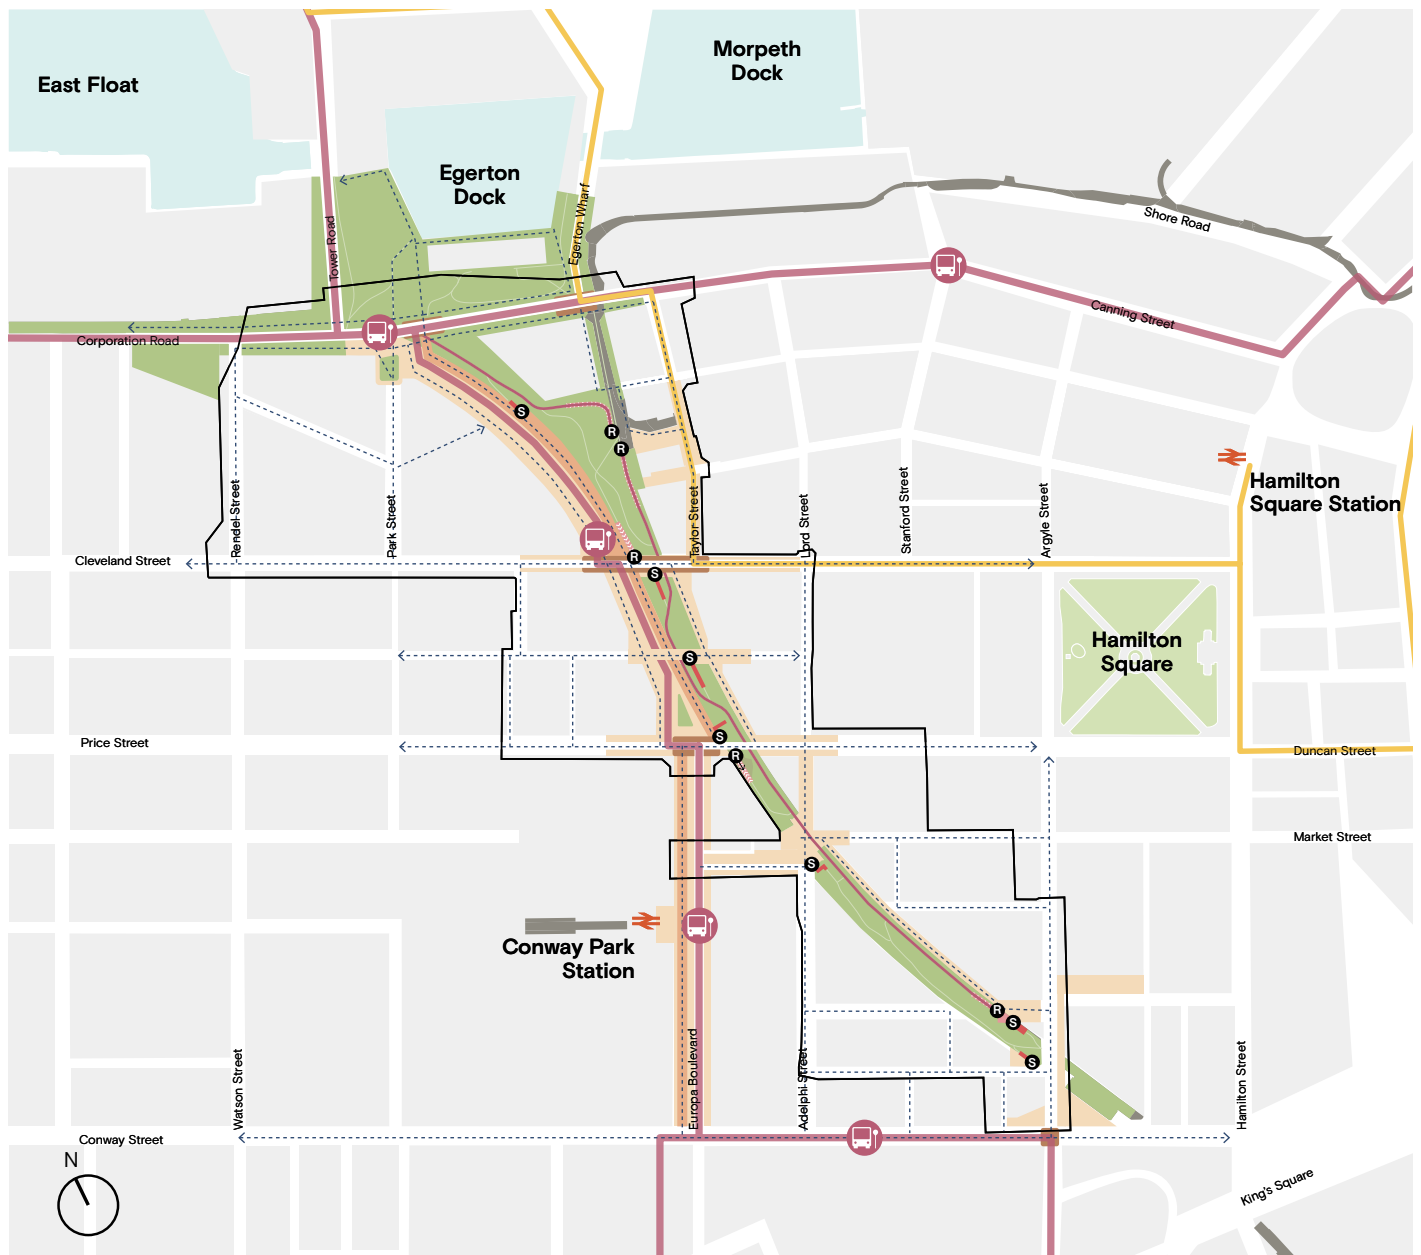 Morpeth
Dock
East Float
Egerton
Dock
Egerton Wharf
Shore Road
Tower Road
Canning Street
Corporation Road
S
R
R
Hamilton
Square Station
Rendel Street
Park Street
Taylor Street
Lord Street
Stanford Street
Argyle Street
Cleveland Street
R
S
Hamilton
Square
S
Price Street
S
R
Duncan Street
Market Street
S
Conway Park
Station
R
S
S
Watson Street
Europa Boulevard
Adelphi Street
Hamilton Street
Conway Street
N
King's Square